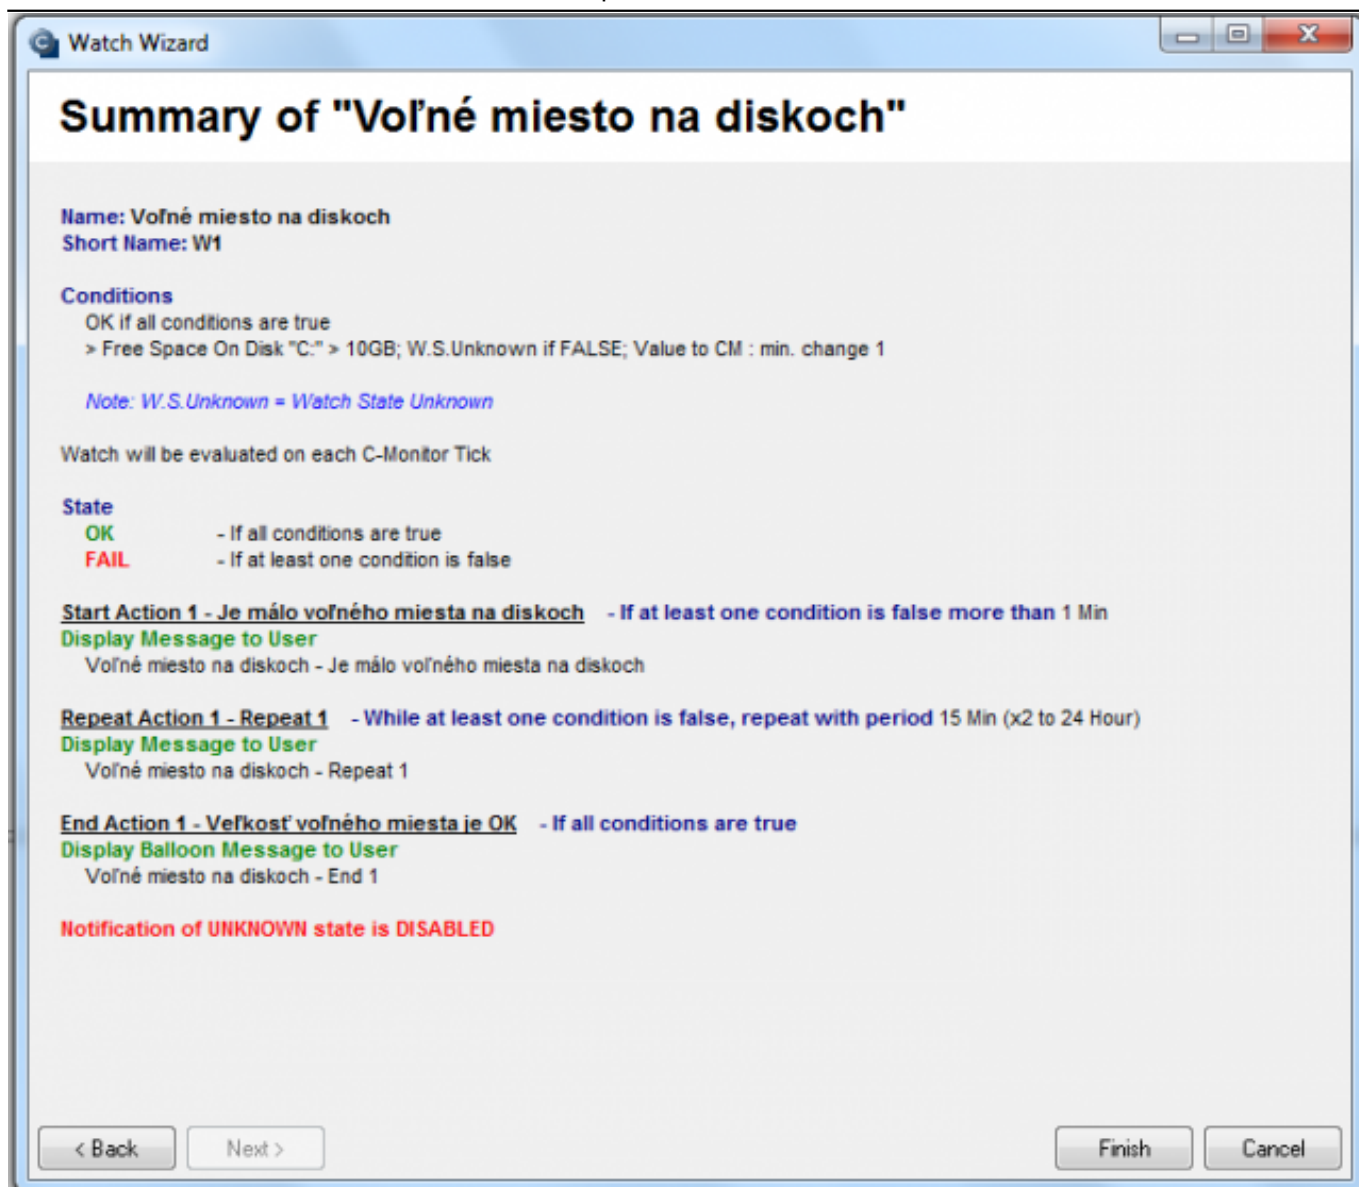 Watch Wizard
Summary of "Voľné miesto na diskoch"
Name: Voľné miesto na diskoch
Short Name: W1
Conditions
OK if all conditions are true
> Free Space On Disk "C:" > 10GB; W.S.Unknown if FALSE; Value to CM : min. change 1
Note: W.S.Unknown = Watch State Unknown
Watch will be evaluated on each C-Monitor Tick
State
OK - If all conditions are true
FAIL - If at least one condition is false
Start Action 1 - Je málo voľného miesta na diskoch - If at least one condition is false more than 1 Min
Display Message to User
Voľné miesto na diskoch - Je málo voľného miesta na diskoch
Repeat Action 1 - Repeat 1 - While at least one condition is false, repeat with period 15 Min (x2 to 24 Hour)
Display Message to User
Voľné miesto na diskoch - Repeat 1
End Action 1 - Veľkosť voľného miesta je OK - If all conditions are true
Display Balloon Message to User
Voľné miesto na diskoch - End 1
Notification of UNKNOWN state is DISABLED
< Back Next > Finish Cancel